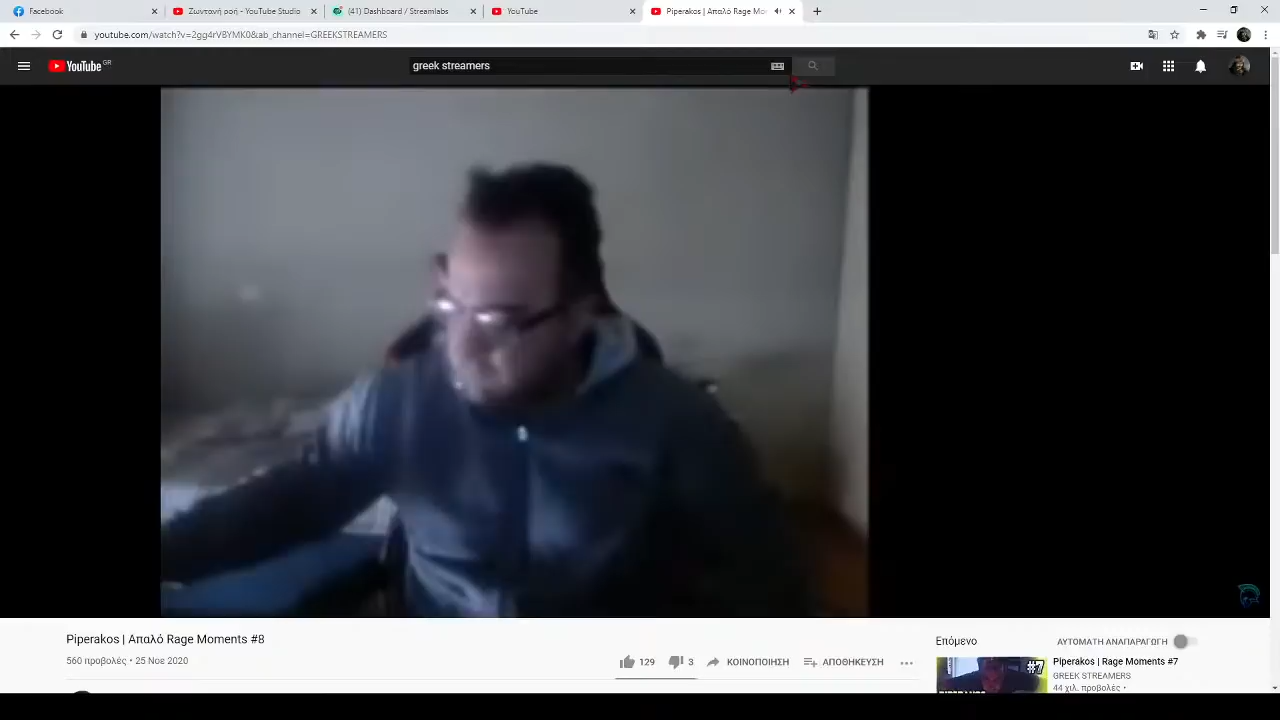 Facebook
Ζωντανή ροή - YouTube Studio
(41) Dashboard / Streamlabs
YouTube
Piperakos | Απαλό Rage Mo
youtube.com/watch?v=2gg4rV8YMK0&ab_channel=GREEKSTREAMERS
YouTube GR
greek streamers
Piperakos | Απαλό Rage Moments #8
560 προβολές • 25 Νοε 2020
129
3
ΚΟΙΝΟΠΟΙΗΣΗ
ΑΠΟΘΗΚΕΥΣΗ
Επόμενο
ΑΥΤΟΜΑΤΗ ΑΝΑΠΑΡΑΓΩΓΗ
#7
Piperakos | Rage Moments #7
GREEK STREAMERS
44 χιλ. προβολές •